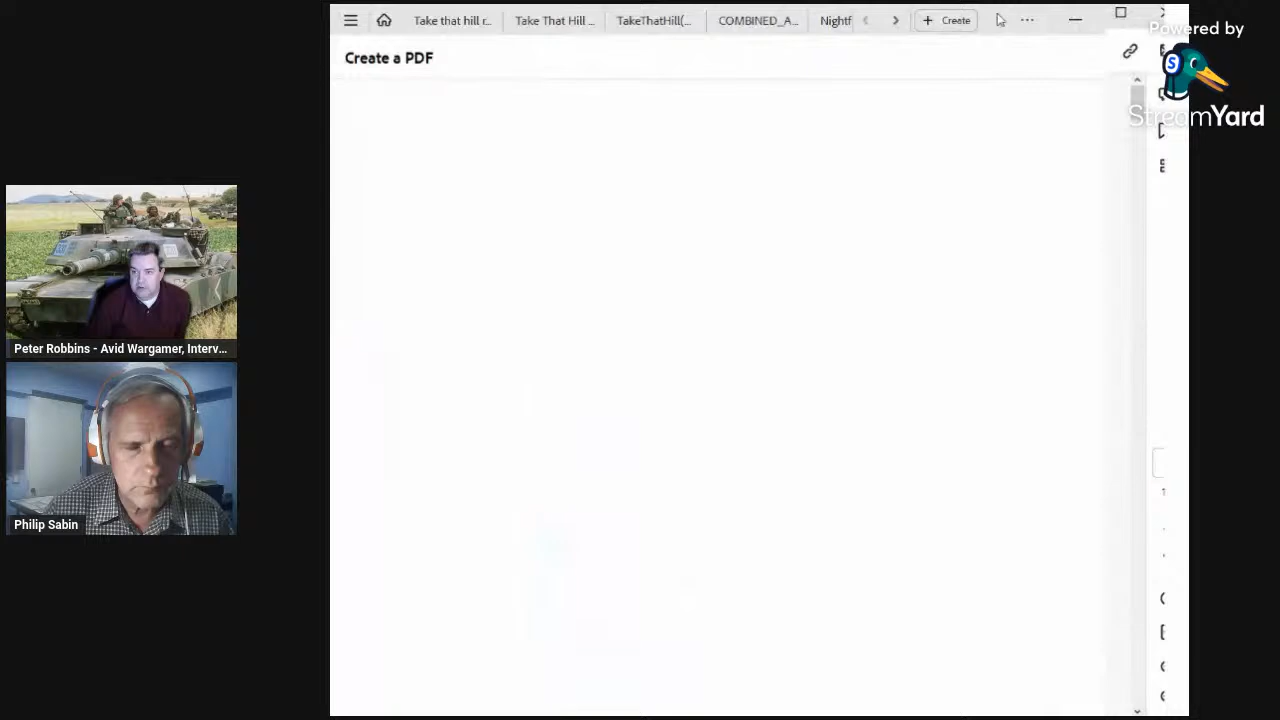 Take that hill r...
Take That Hill ...
TakeThatHill(...
COMBINED_A...
Nightf
+ Create
Create a PDF
Powered by
StreamYard
Peter Robbins - Avid Wargamer, Interv...
Philip Sabin